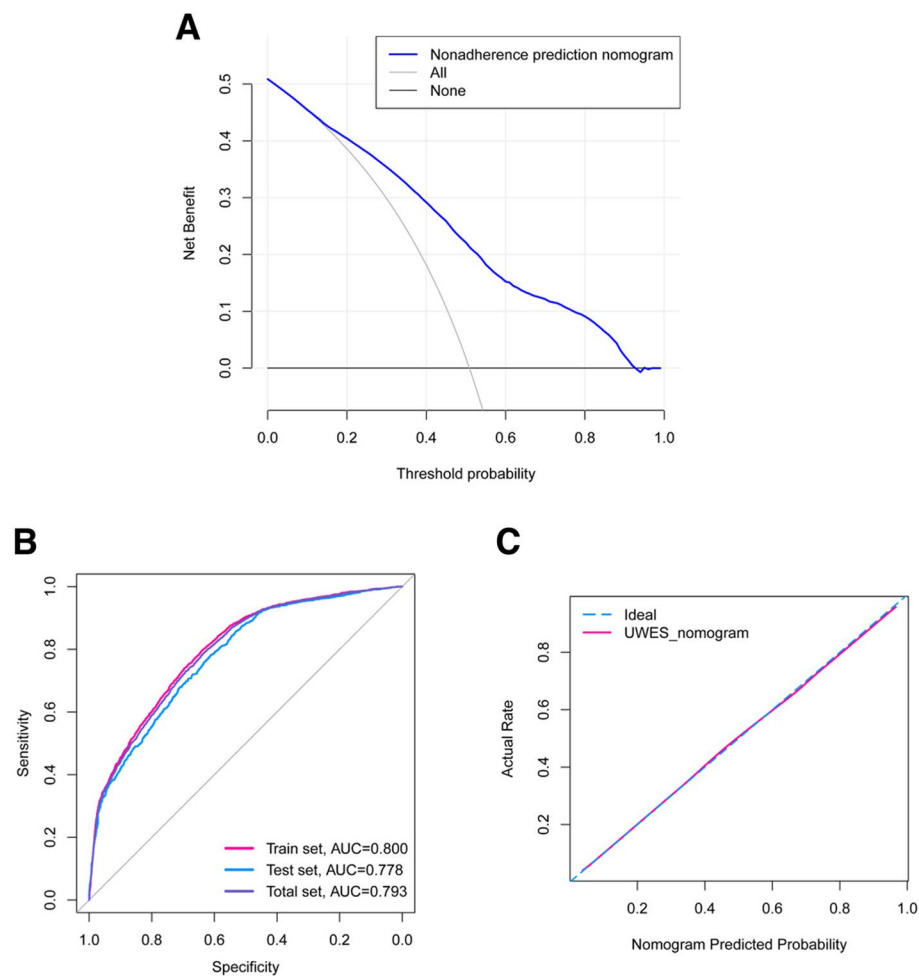 A
Nonadherence prediction nomogram
All
None
0.5
0.4
0.3
0.2
0.1
0.0
Net Benefit
0.0 0.2 0.4 0.6 0.8 1.0
Threshold probability
B
1.0
0.8
0.6
0.4
0.2
0.0
Sensitivity
Train set, AUC=0.800
Test set, AUC=0.778
Total set, AUC=0.793
1.0 0.8 0.6 0.4 0.2 0.0
Specificity
C
Ideal
UWES_nomogram
0.8
0.6
0.4
0.2
Actual Rate
0.2 0.4 0.6 0.8 1.0
Nomogram Predicted Probability